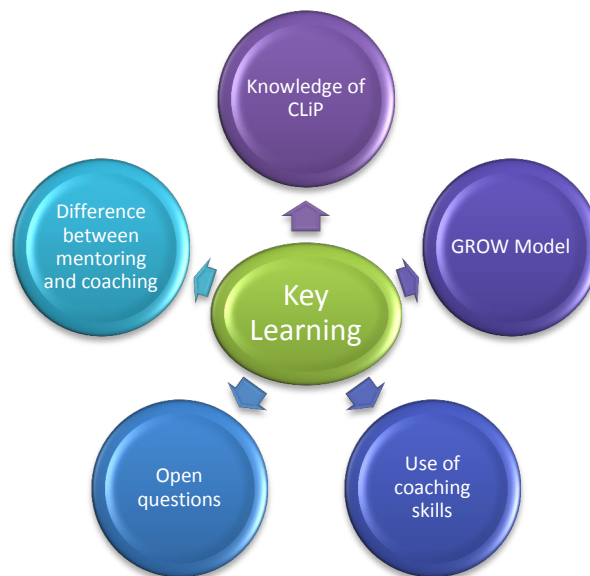 Knowledge of
CLiP
Difference
between
mentoring
and coaching
GROW Model
Key
Learning
Open
questions
Use of
coaching
skills